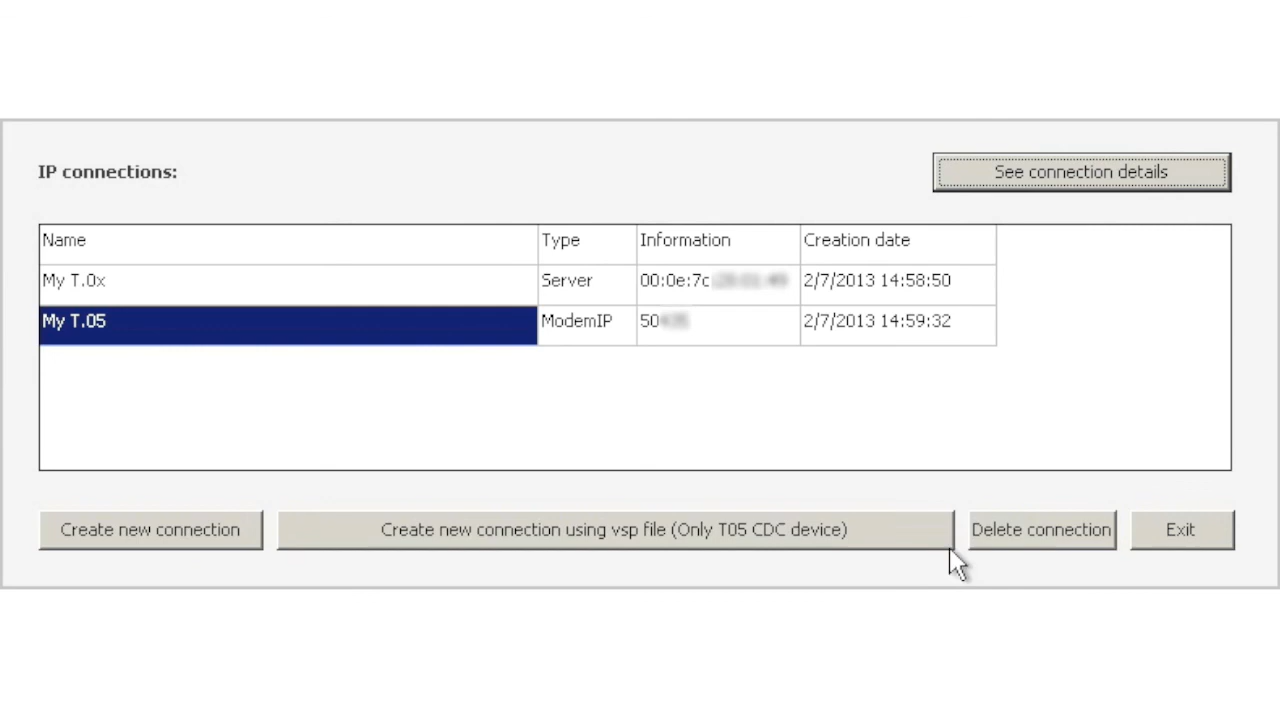 IP connections:
See connection details
Name Type Information Creation date
My T.0x Server 00:0e:7c 2/7/2013 14:58:50
My T.05 ModemIP 50 2/7/2013 14:59:32
Create new connection Create new connection using vsp file (Only T05 CDC device) Delete connection Exit